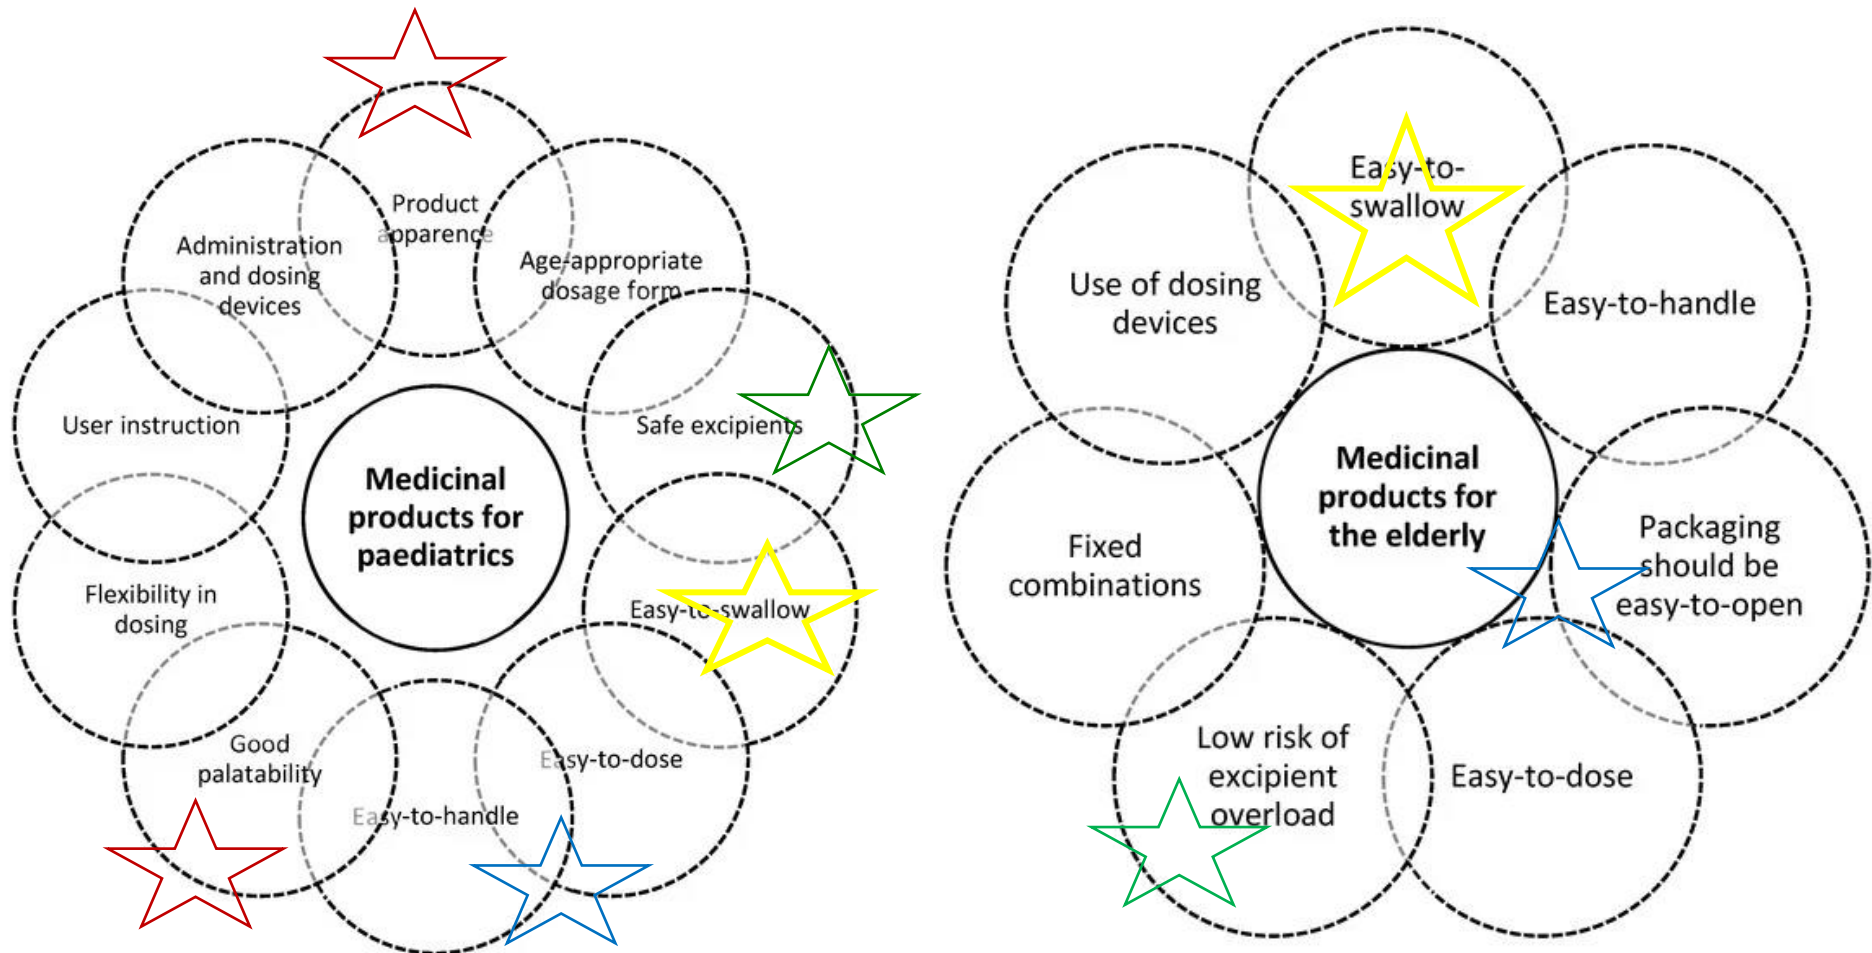 Product
apparence
Age-appropriate
dosage form
Safe excipients
Easy-to-swallow
Easy-to-dose
Easy-to-handle
Good
palatability
Flexibility in
dosing
User instruction
Administration
and dosing
devices
Medicinal
products for
paediatrics
Easy-to-
swallow
Easy-to-handle
Packaging
should be
easy-to-open
Easy-to-dose
Low risk of
excipient
overload
Fixed
combinations
Use of dosing
devices
Medicinal
products for
the elderly